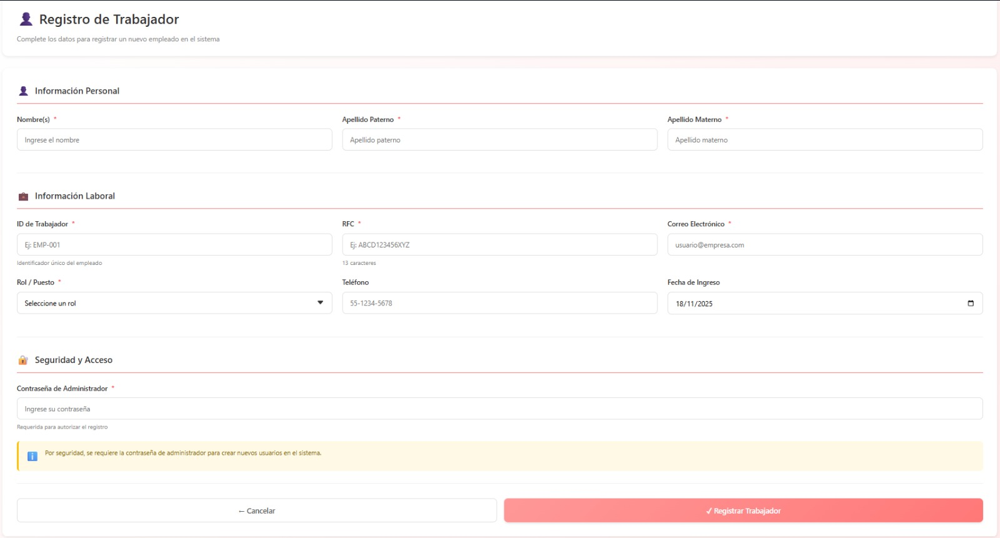 Registro de Trabajador
Complete los datos para registrar un nuevo empleado en el sistema
Información Personal
Nombre(s) * Apellido Paterno * Apellido Materno *
Ingrese el nombre Apellido paterno Apellido materno
Información Laboral
ID de Trabajador * RFC * Correo Electrónico *
Ej: EMP-001 Ej: ABCD123456XYZ usuario@empresa.com
Identificador único del empleado 13 caracteres
Rol / Puesto * Teléfono Fecha de Ingreso
Seleccione un rol 55-1234-5678 18/11/2025
Seguridad y Acceso
Contraseña de Administrador *
Ingrese su contraseña
Requerida para autorizar el registro
Por seguridad, se requiere la contraseña de administrador para crear nuevos usuarios en el sistema.
← Cancelar ✓ Registrar Trabajador